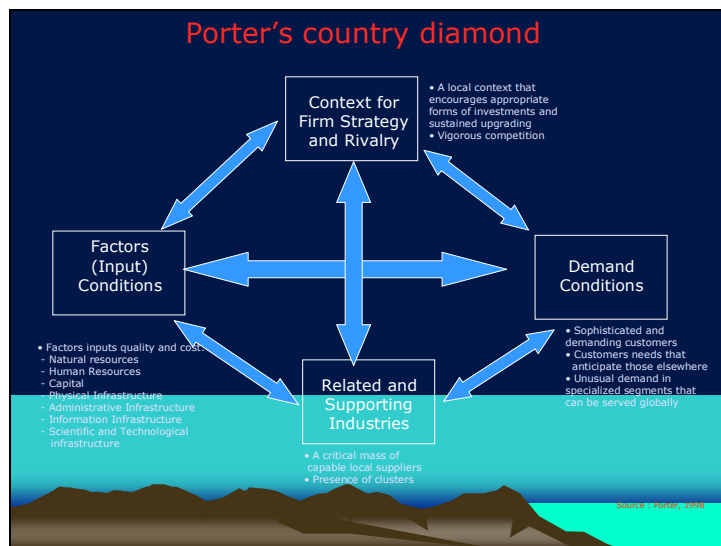 Porter's country diamond
Context for
Firm Strategy
and Rivalry
• A local context that
encourages appropriate
forms of investments and
sustained upgrading
• Vigorous competition
Factors
(Input)
Conditions
Demand
Conditions
• Factors inputs quality and cost:
- Natural resources
- Human Resources
- Capital
- Physical Infrastructure
- Administrative Infrastructure
- Information Infrastructure
- Scientific and Technological
infrastructure
Related and
Supporting
Industries
• A critical mass of
capable local suppliers
• Presence of clusters
• Sophisticated and
demanding customers
• Customers needs that
anticipate those elsewhere
• Unusual demand in
specialized segments that
can be served globally
Source : Porter, 1998